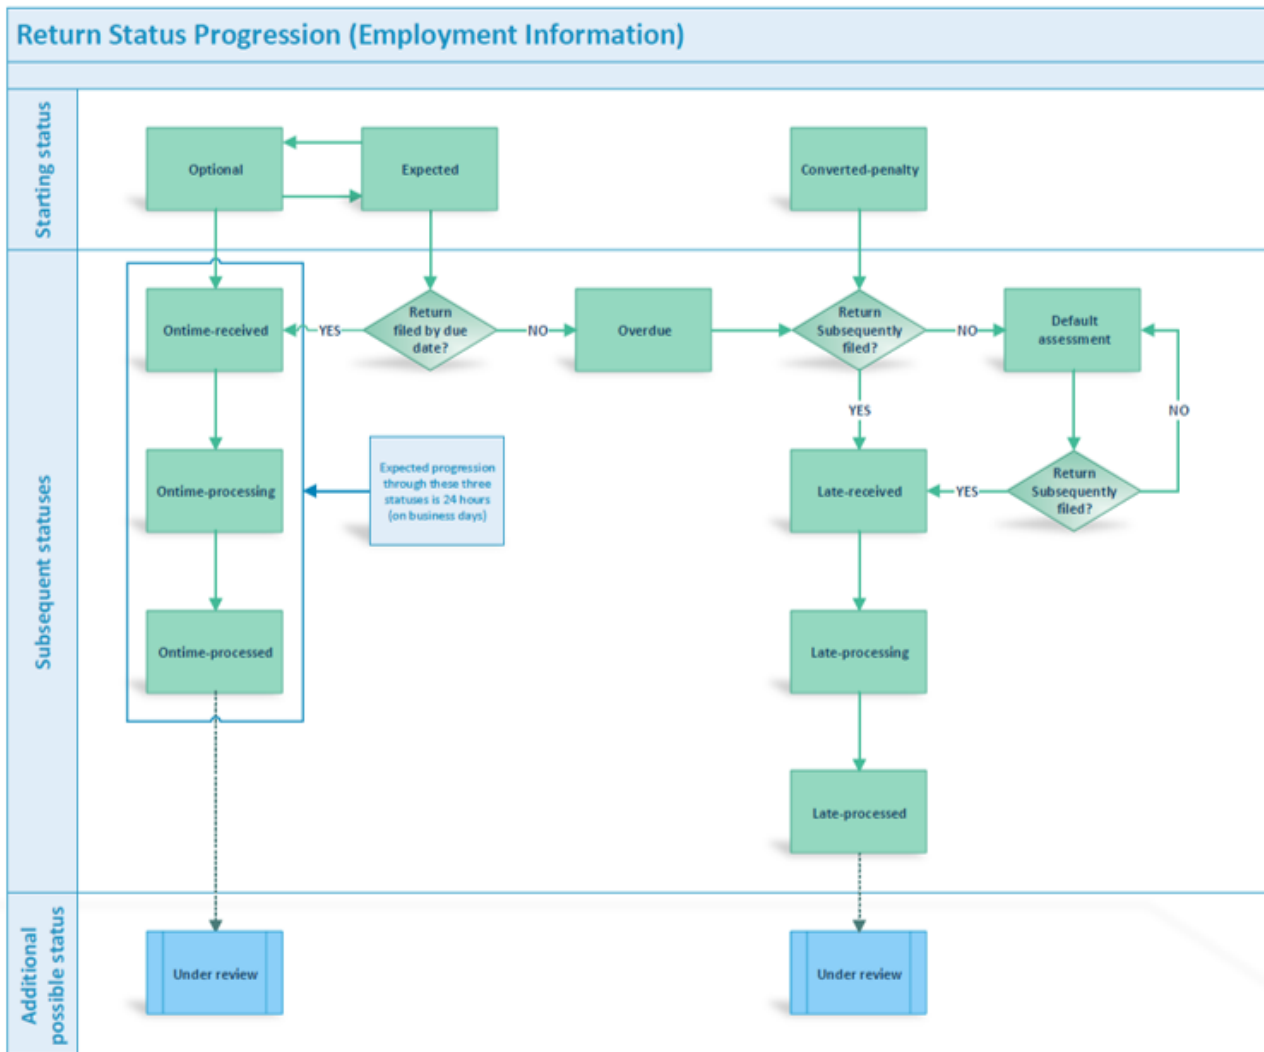 Return Status Progression (Employment Information)
Starting status
Optional
Expected
Converted-penalty
Subsequent statuses
Ontime-received
YES
Return
filed by due
date?
NO
Overdue
Return
Subsequently
filed?
NO
Default
assessment
YES
NO
Ontime-processing
Expected progression
through these three
statuses is 24 hours
(on business days)
Late-received
YES
Return
Subsequently
filed?
Ontime-processed
Late-processing
Late-processed
Additional
possible status
Under review
Under review